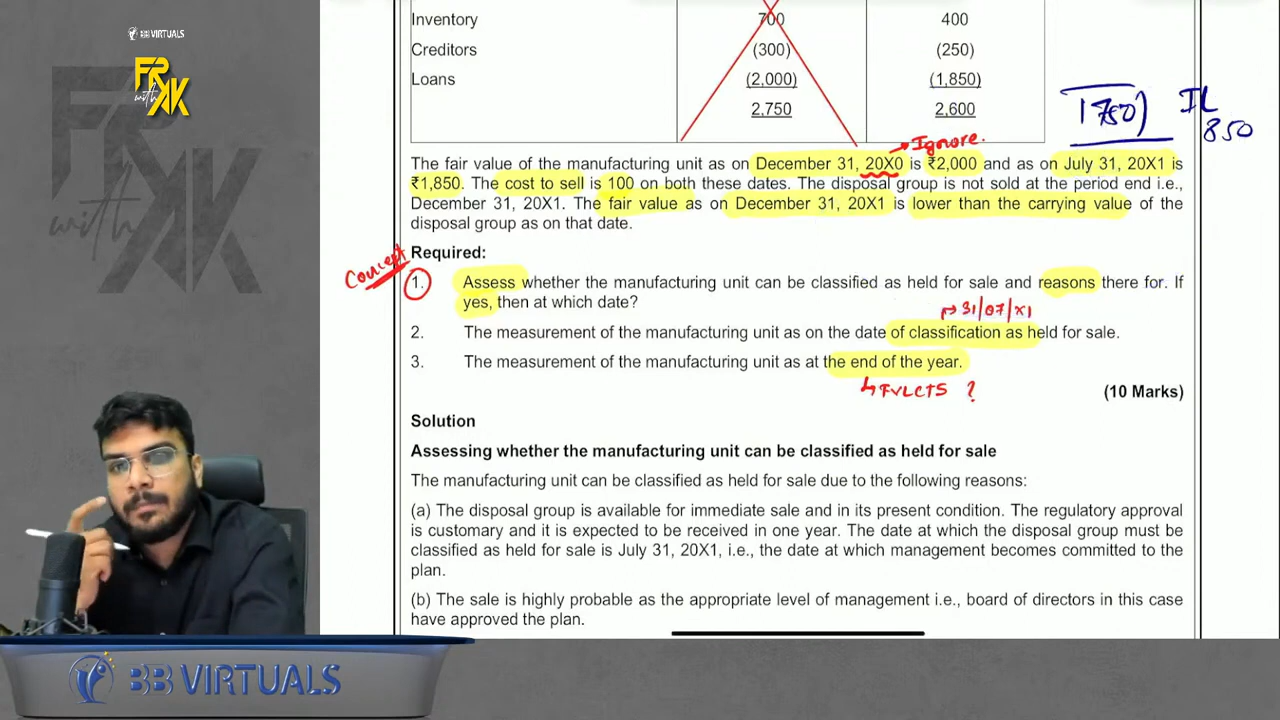 BB VIRTUALS
FR
with
AK
FR
with
AK
Inventory 700 400
Creditors (300) (250)
Loans (2,000) (1,850)
2,750 2,600
1750) IL
850
Ignore.
The fair value of the manufacturing unit as on December 31, 20X0 is ₹2,000 and as on July 31, 20X1 is
₹1,850. The cost to sell is 100 on both these dates. The disposal group is not sold at the period end i.e.,
December 31, 20X1. The fair value as on December 31, 20X1 is lower than the carrying value of the
disposal group as on that date.
Concept
Required:
1. Assess whether the manufacturing unit can be classified as held for sale and reasons there for. If
yes, then at which date?
31/07/X1
2. The measurement of the manufacturing unit as on the date of classification as held for sale.
3. The measurement of the manufacturing unit as at the end of the year.
FVLCTS ?
(10 Marks)
Solution
Assessing whether the manufacturing unit can be classified as held for sale
The manufacturing unit can be classified as held for sale due to the following reasons:
(a) The disposal group is available for immediate sale and in its present condition. The regulatory approval
is customary and it is expected to be received in one year. The date at which the disposal group must be
classified as held for sale is July 31, 20X1, i.e., the date at which management becomes committed to the
plan.
(b) The sale is highly probable as the appropriate level of management i.e., board of directors in this case
have approved the plan.
BB VIRTUALS